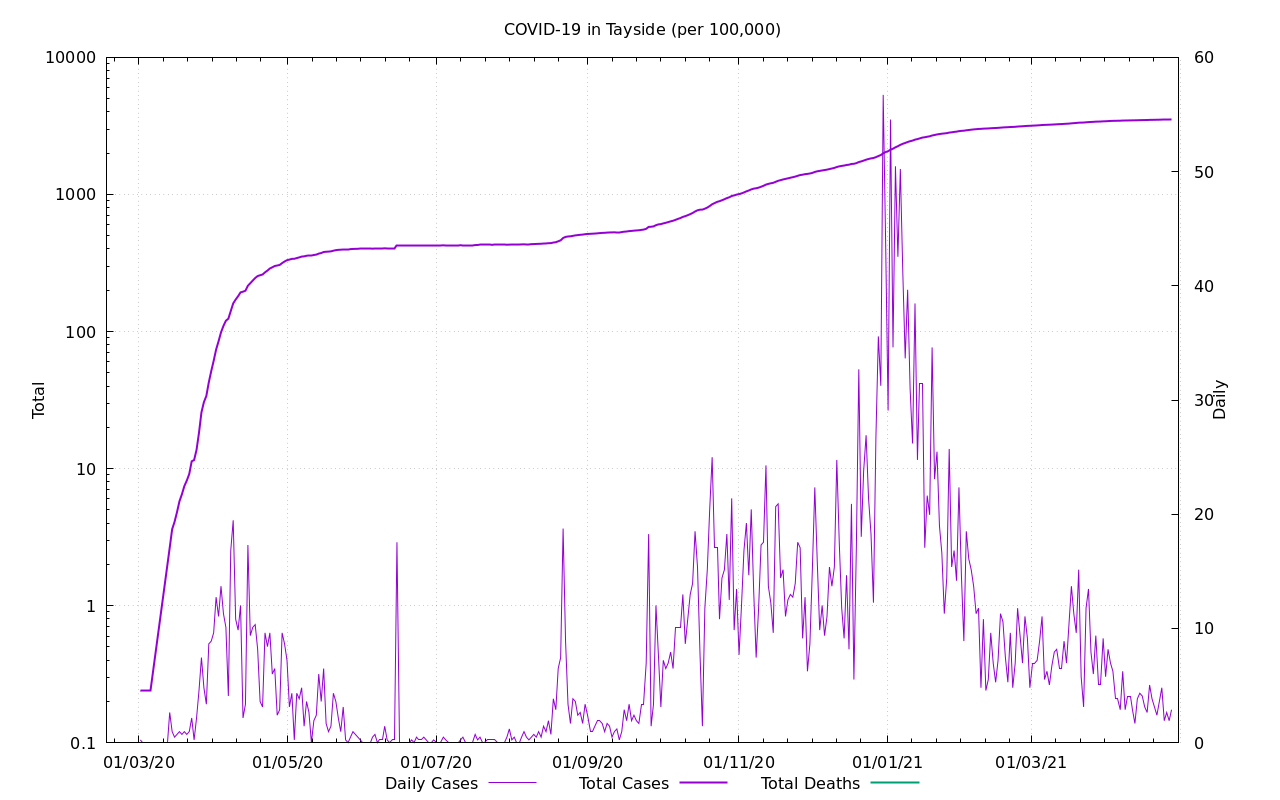 COVID-19 in Tayside (per 100,000)
10000
1000
100
10
1
0.1
Total
60
50
40
30
20
10
0
Daily
01/03/20 01/05/20 01/07/20 01/09/20 01/11/20 01/01/21 01/03/21
Daily Cases Total Cases Total Deaths